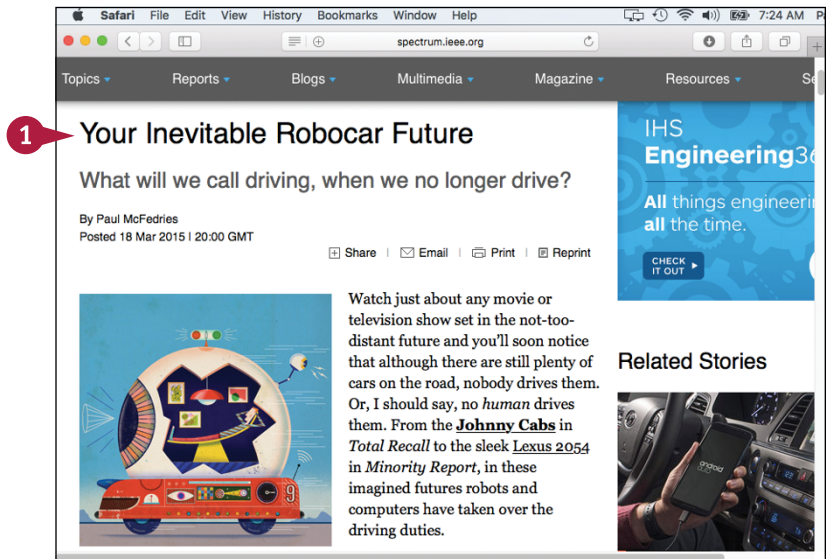 Safari File Edit View History Bookmarks Window Help 7:24 AM
spectrum.ieee.org
Topics Reports Blogs Multimedia Magazine Resources
1
Your Inevitable Robocar Future
What will we call driving, when we no longer drive?
By Paul McFedries
Posted 18 Mar 2015 | 20:00 GMT
Share | Email | Print | Reprint
Watch just about any movie or
television show set in the not-too-
distant future and you'll soon notice
that although there are still plenty of
cars on the road, nobody drives them.
Or, I should say, no human drives
them. From the Johnny Cabs in
Total Recall to the sleek Lexus 2054
in Minority Report, in these
imagined futures robots and
computers have taken over the
driving duties.
9
IHS
Engineering36
All things engineerin
all the time.
CHECK
IT OUT
Related Stories
android
auto